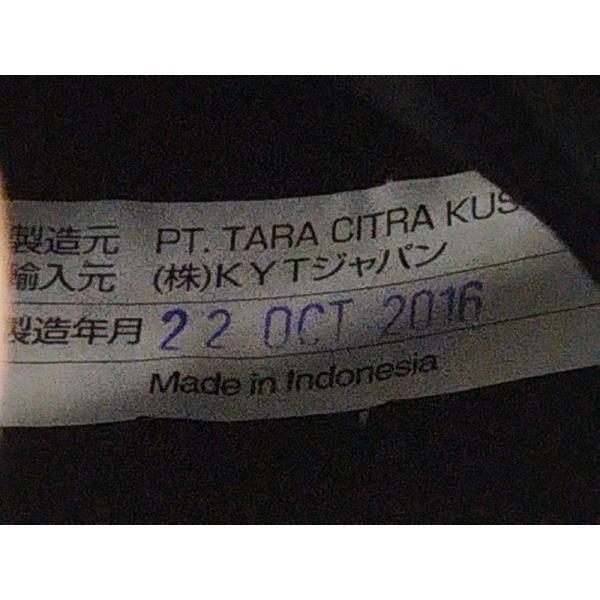 製造元 PT. TARA CITRA KUS
輸入元 (株)KYTジャパン
製造年月 22 OCT 2016
Made in Indonesia